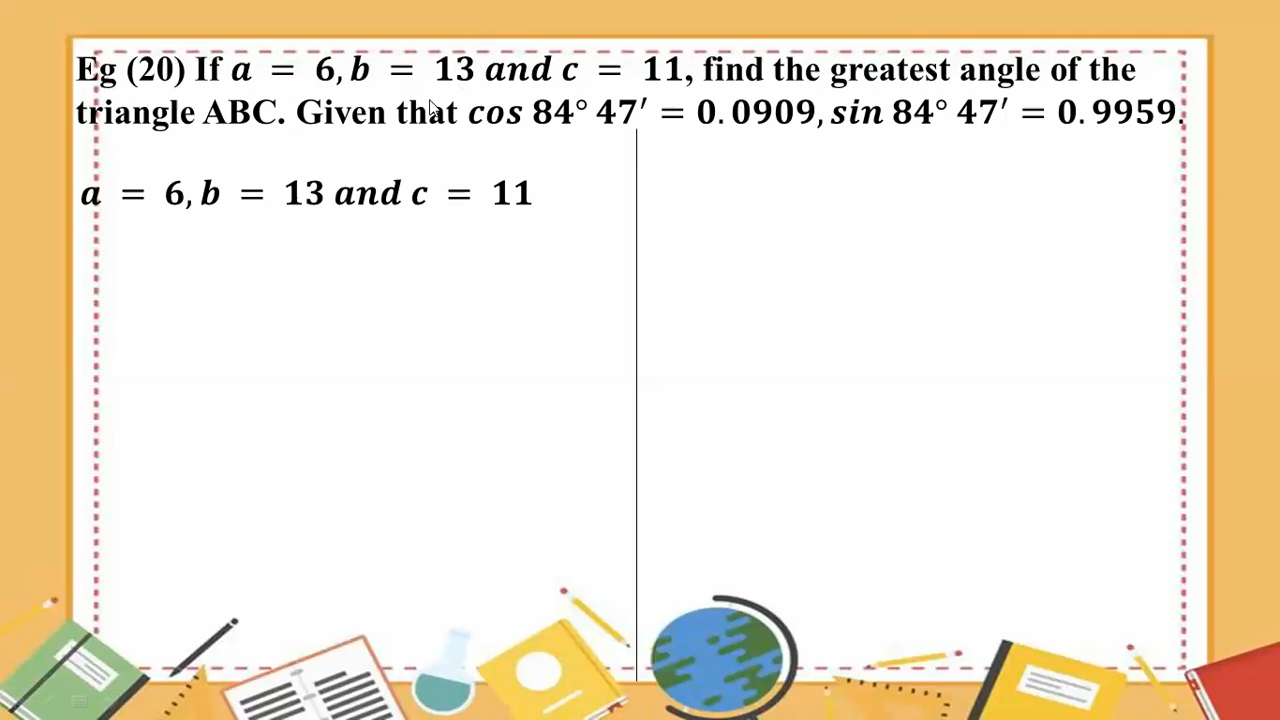 Eg (20) If a = 6, b = 13 and c = 11, find the greatest angle of the
triangle ABC. Given that cos 84° 47′ = 0.0909, sin 84° 47′ = 0.9959.
a = 6, b = 13 and c = 11